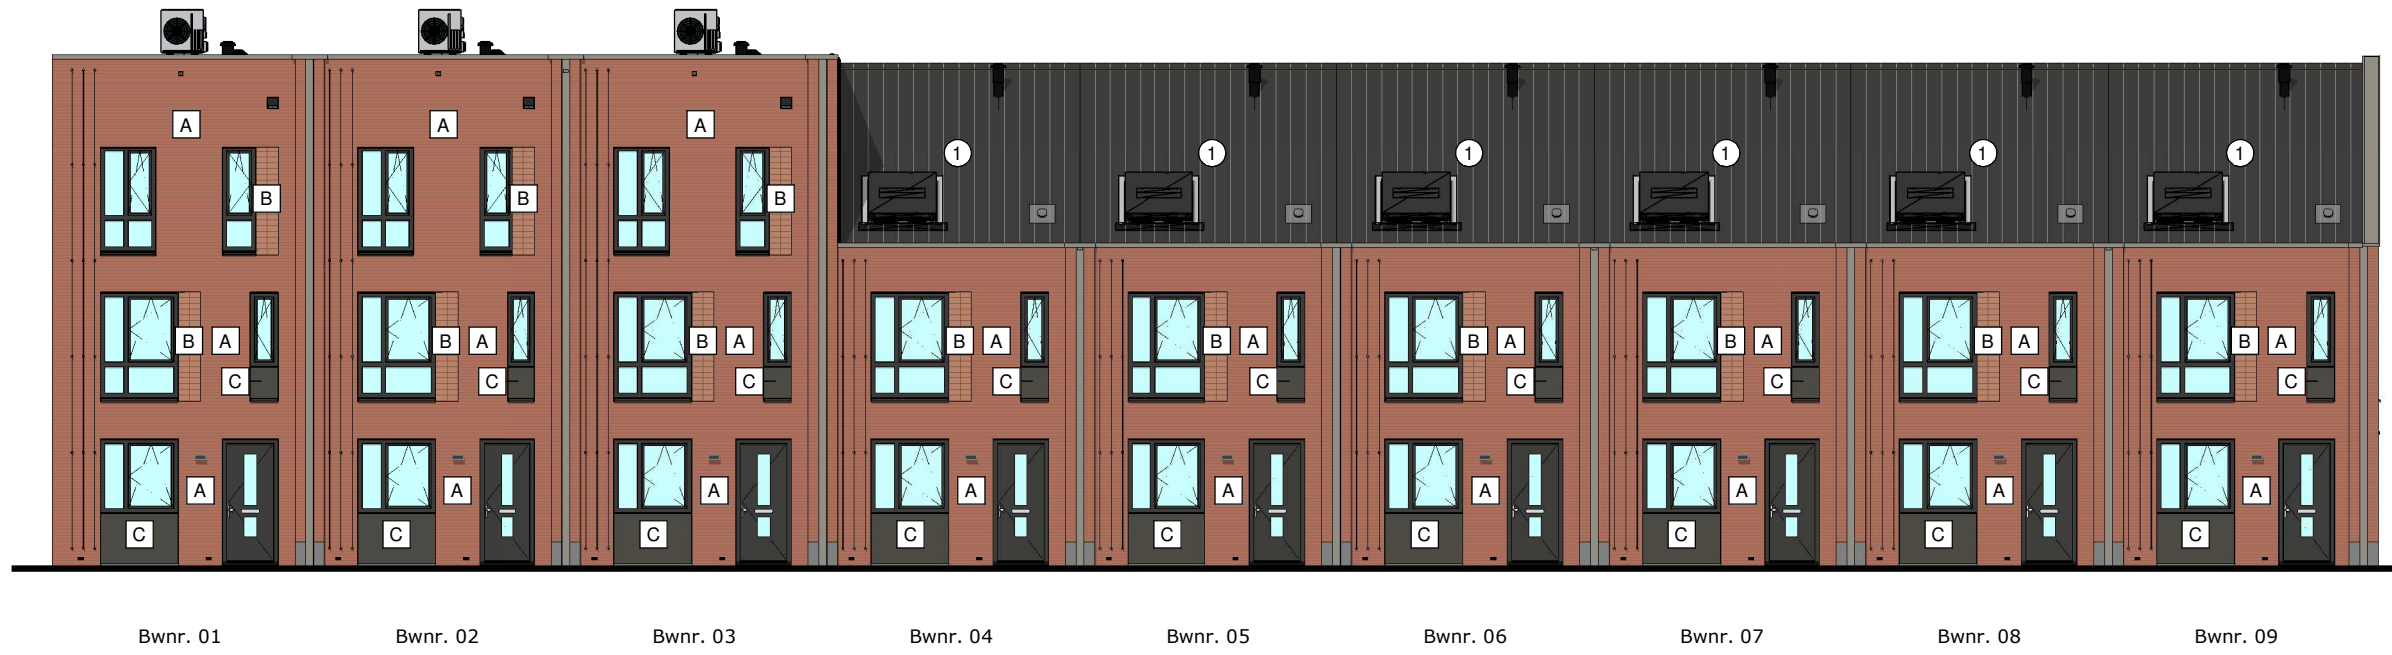 A A A
1 1 1 1 1 1
B B B
B A B A B A B A B A B A B A B A B A
C C C C C C C C C
A A A A A A A A A
C C C C C C C C C
Bwnr. 01 Bwnr. 02 Bwnr. 03 Bwnr. 04 Bwnr. 05 Bwnr. 06 Bwnr. 07 Bwnr. 08 Bwnr. 09